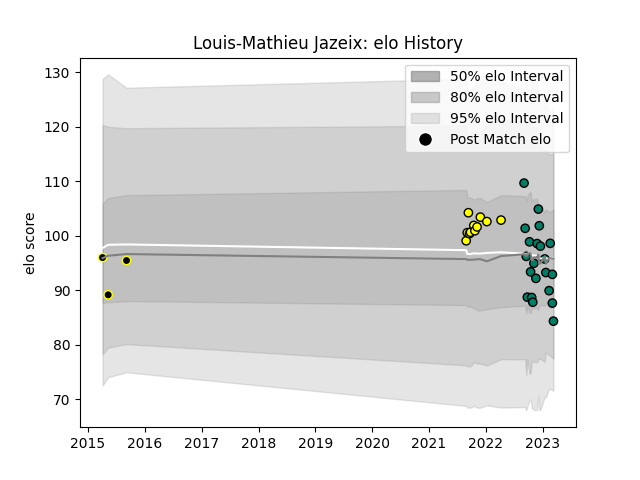 Louis-Mathieu Jazeix: elo History
50% elo Interval
80% elo Interval
95% elo Interval
Post Match elo
elo score
130
120
110
100
90
80
70
2015 2016 2017 2018 2019 2020 2021 2022 2023